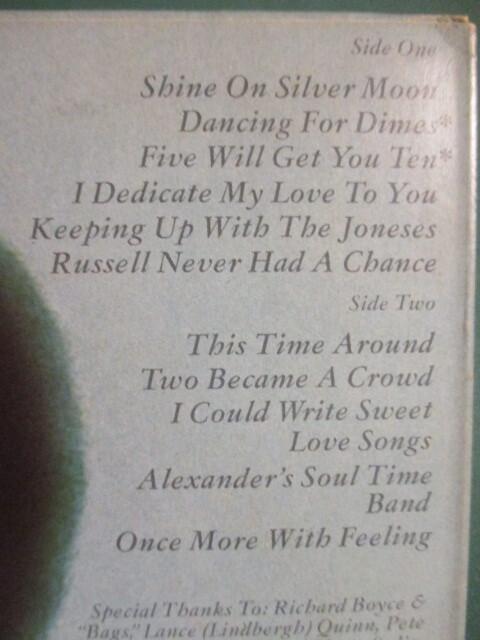 Side One
Shine On Silver Moon
Dancing For Dimes*
Five Will Get You Ten*
I Dedicate My Love To You
Keeping Up With The Joneses
Russell Never Had A Chance
Side Two
This Time Around
Two Became A Crowd
I Could Write Sweet
Love Songs
Alexander's Soul Time
Band
Once More With Feeling
Special Thanks To: Richard Boyce &
"Bags," Lance (Lindbergh) Quinn, Pete